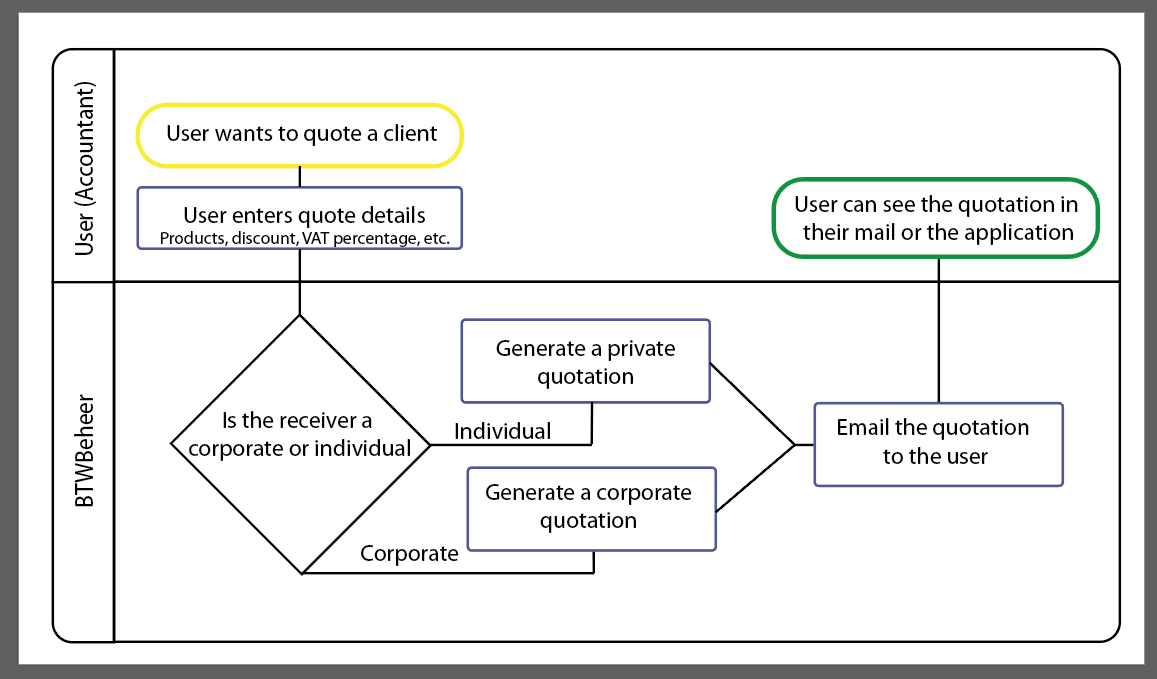 User (Accountant)
User wants to quote a client
User enters quote details
Products, discount, VAT percentage, etc.
User can see the quotation in
their mail or the application
BTWBeheer
Is the receiver a
corporate or individual
Individual
Generate a private
quotation
Corporate
Generate a corporate
quotation
Email the quotation
to the user